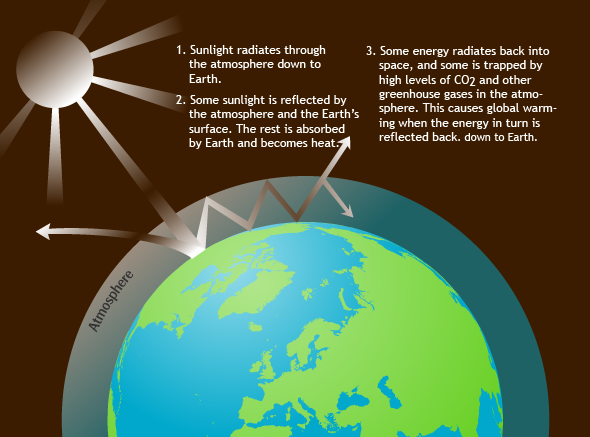 1. Sunlight radiates through
the atmosphere down to
Earth.
2. Some sunlight is reflected by
the atmosphere and the Earth's
surface. The rest is absorbed
by Earth and becomes heat.
3. Some energy radiates back into
space, and some is trapped by
high levels of CO2 and other
greenhouse gases in the atmo-
sphere. This causes global warm-
ing when the energy in turn is
reflected back. down to Earth.
Atmosphere